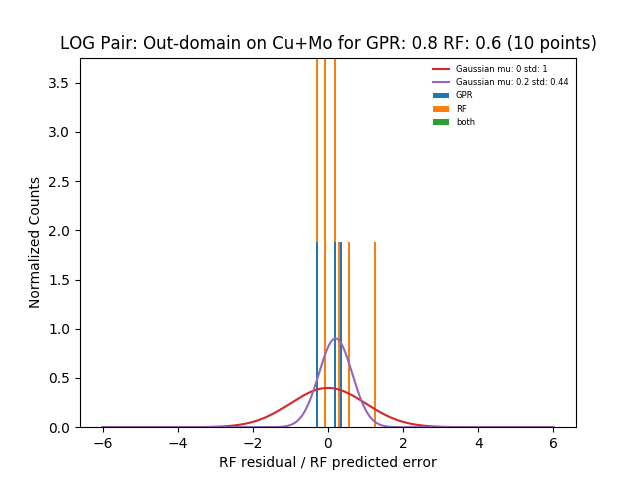 LOG Pair: Out-domain on Cu+Mo for GPR: 0.8 RF: 0.6 (10 points)
Gaussian mu: 0 std: 1
Gaussian mu: 0.2 std: 0.44
GPR
RF
both
Normalized Counts
3.5
3.0
2.5
2.0
1.5
1.0
0.5
0.0
−6 −4 −2 0 2 4 6
RF residual / RF predicted error